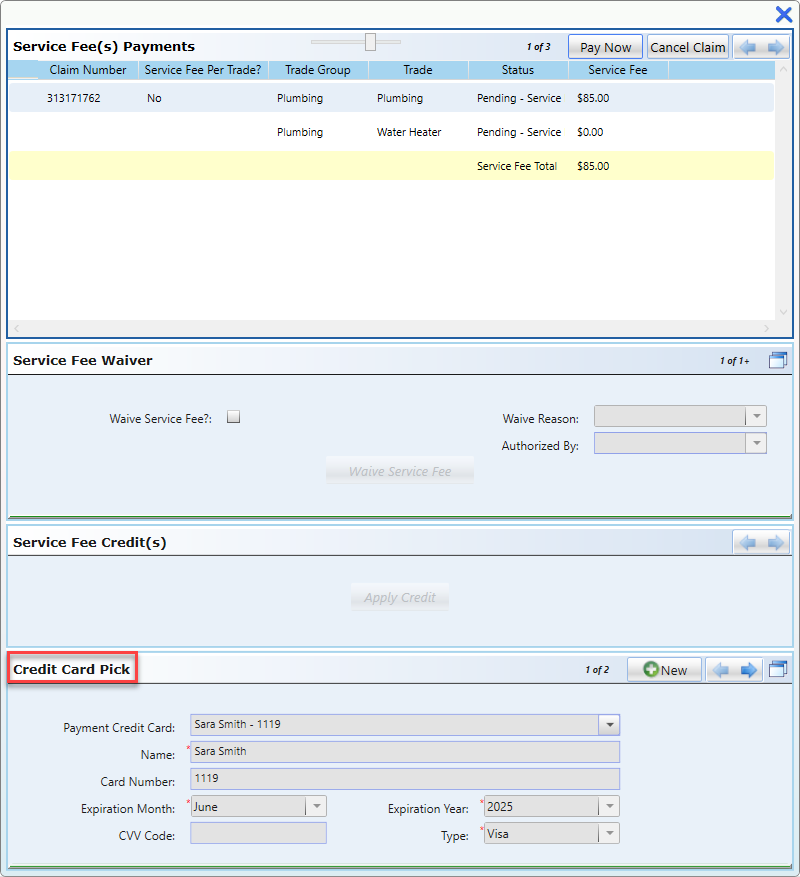 Service Fee(s) Payments 1 of 3 Pay Now Cancel Claim
Claim Number Service Fee Per Trade? Trade Group Trade Status Service Fee
313171762 No Plumbing Plumbing Pending - Service $85.00
Plumbing Water Heater Pending - Service $0.00
Service Fee Total $85.00
Service Fee Waiver 1 of 1+
Waive Service Fee?: Waive Reason:
Authorized By:
Waive Service Fee
Service Fee Credit(s)
Apply Credit
Credit Card Pick 1 of 2 New
Payment Credit Card: Sara Smith - 1119
Name: * Sara Smith
Card Number: 1119
Expiration Month: * June Expiration Year: * 2025
CVV Code: Type: * Visa